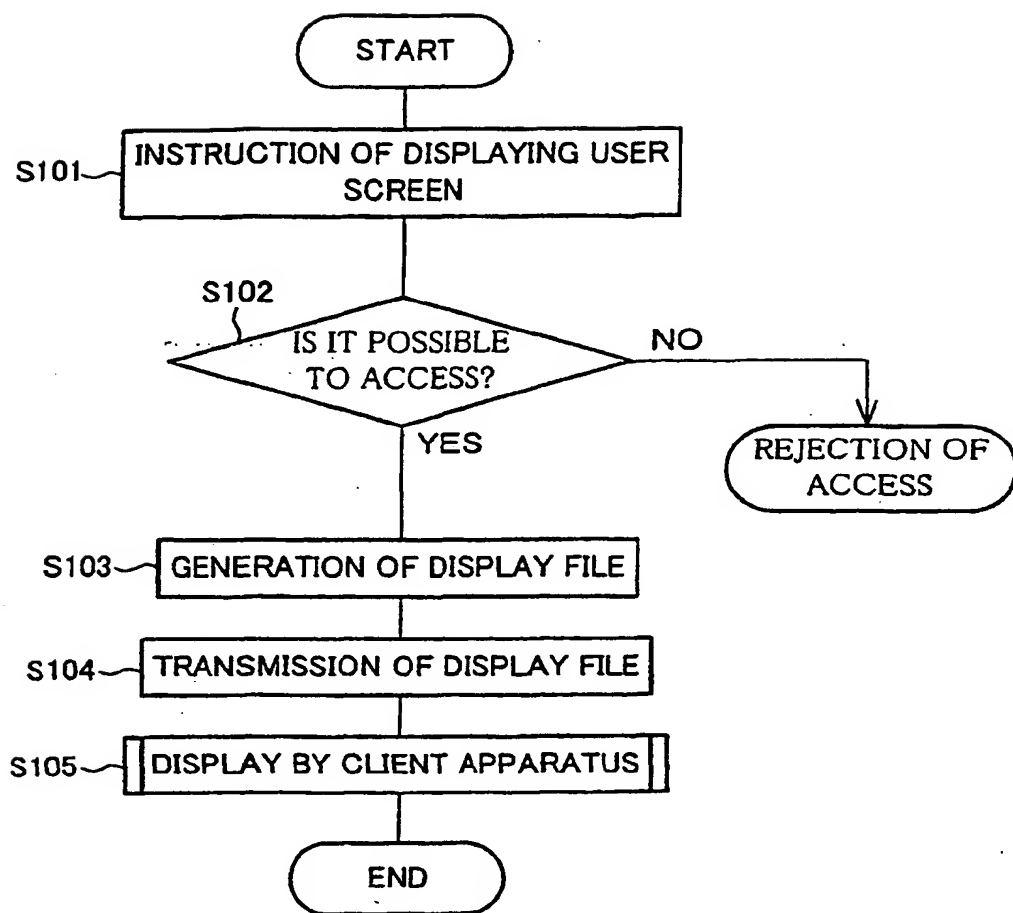 START
S101
INSTRUCTION OF DISPLAYING USER
SCREEN
S102
IS IT POSSIBLE
TO ACCESS?
NO
YES
REJECTION OF
ACCESS
S103
GENERATION OF DISPLAY FILE
S104
TRANSMISSION OF DISPLAY FILE
S105
DISPLAY BY CLIENT APPARATUS
END